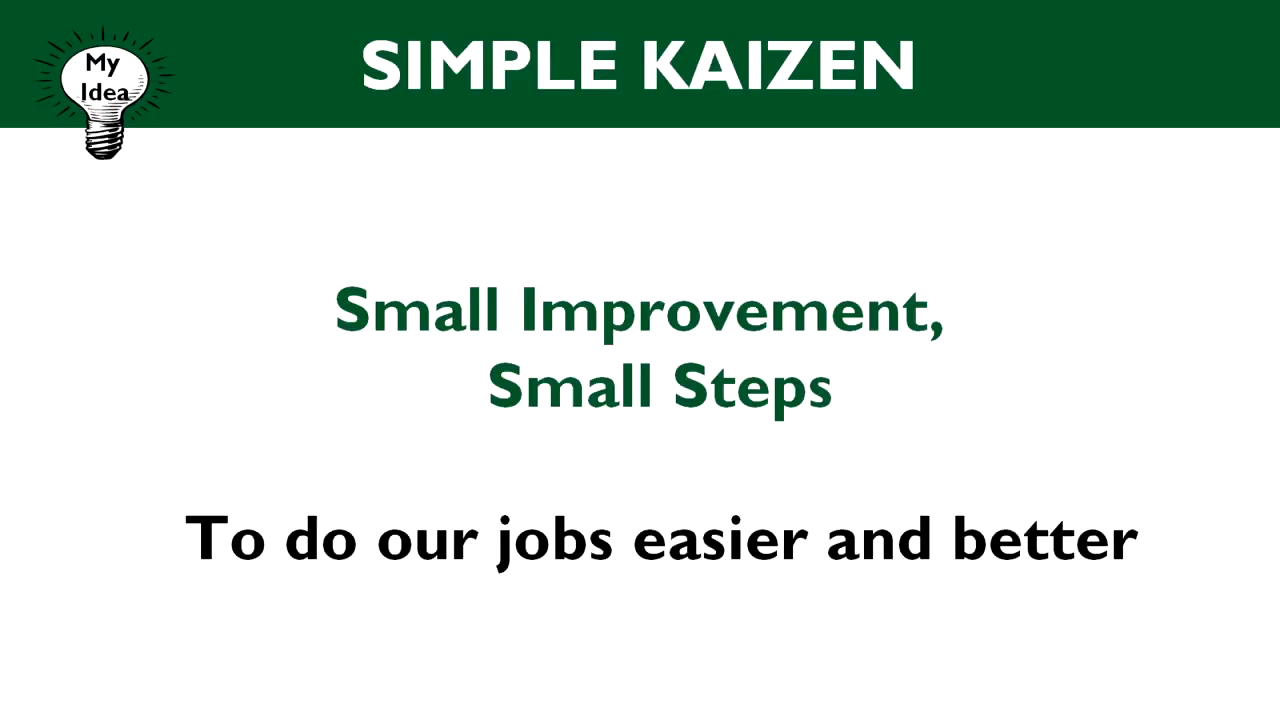 My
Idea
SIMPLE KAIZEN
Small Improvement,
Small Steps
To do our jobs easier and better